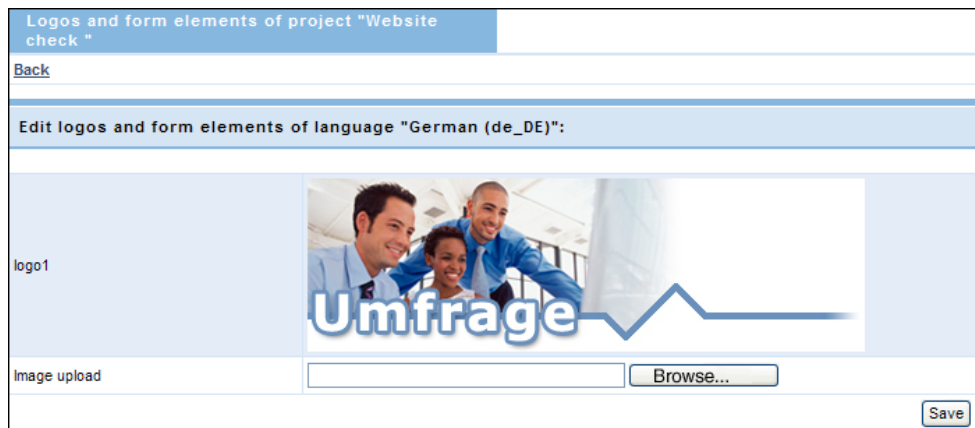 Logos and form elements of project "Website
check "
Back
Edit logos and form elements of language "German (de_DE)":
logo1
Umfrage
Image upload
Browse...
Save